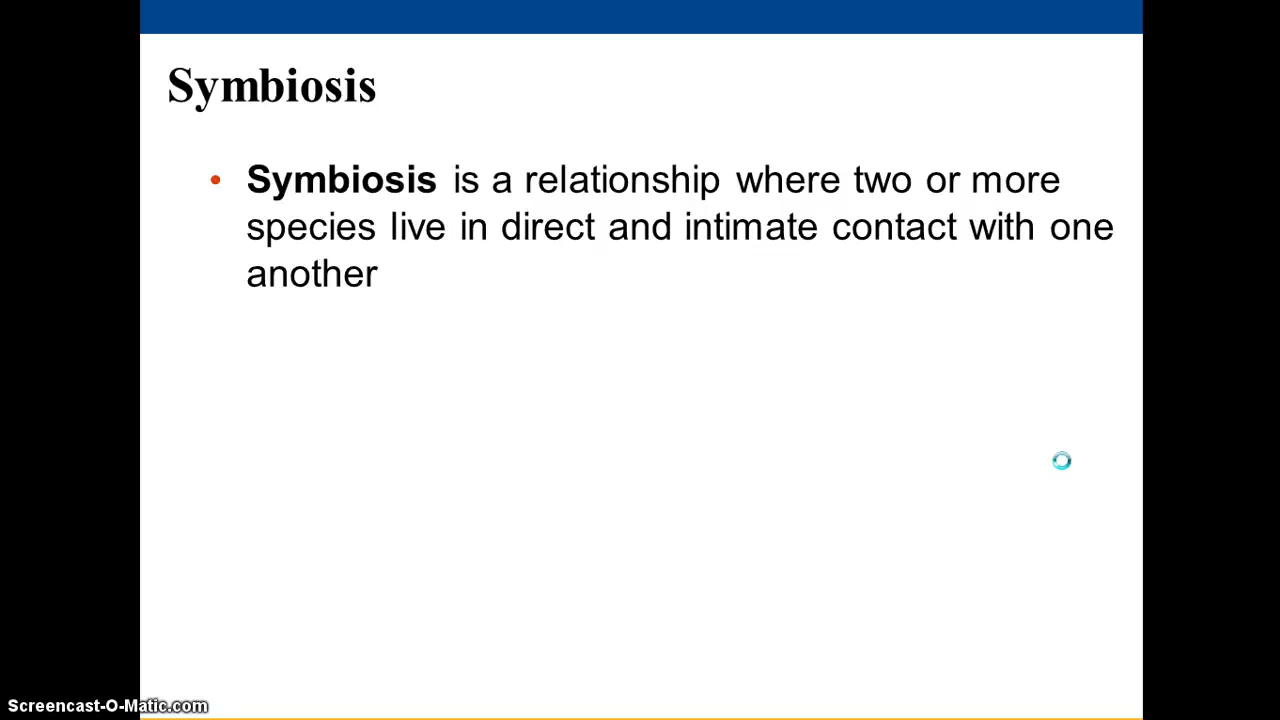 Symbiosis
• Symbiosis is a relationship where two or more
species live in direct and intimate contact with one
another
Screencast-O-Matic.com